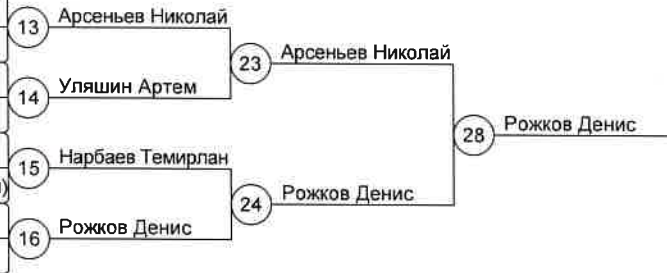 13 Арсеньев Николай
23 Арсеньев Николай
14 Уляшин Артем
28 Рожков Денис
15 Нарбаев Темирлан
)
24 Рожков Денис
16 Рожков Денис